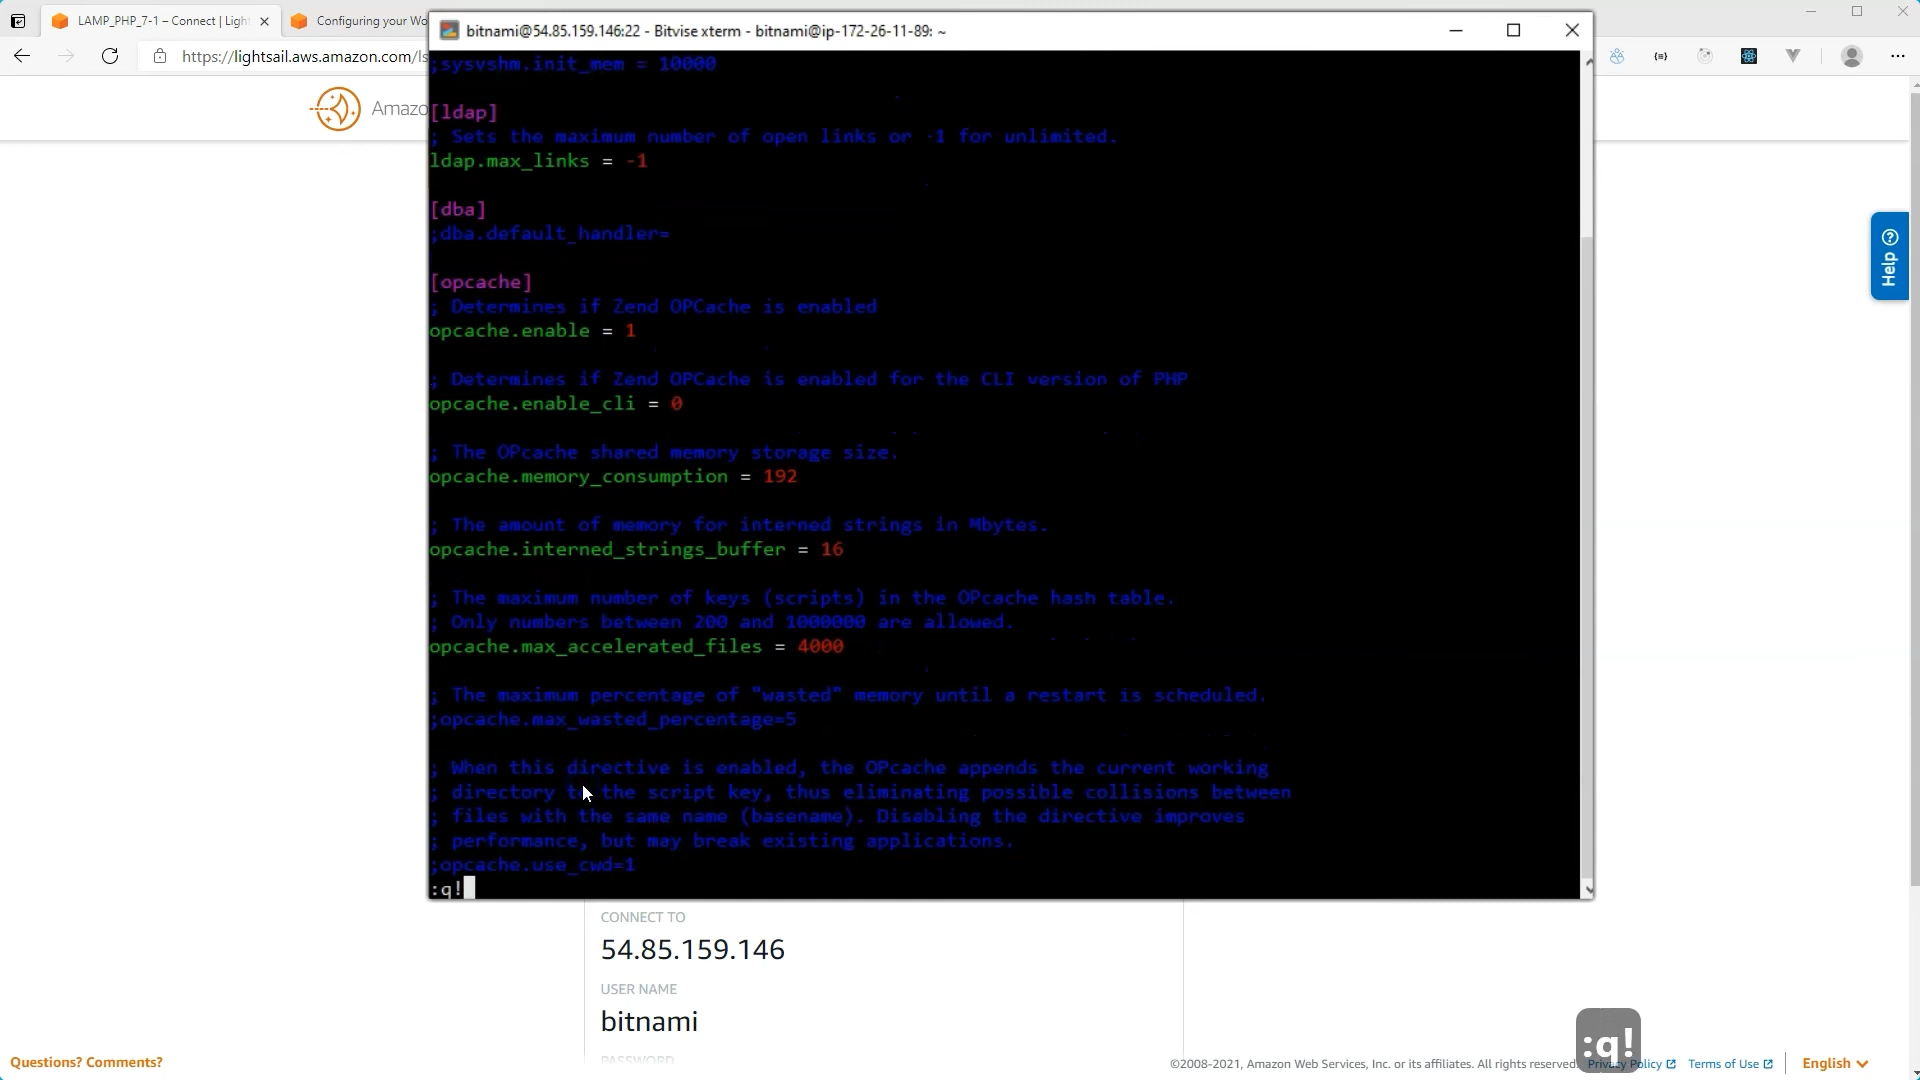 LAMP_PHP_7-1 – Connect | Ligh
Configuring your Wo
bitnami@54.85.159.146:22 - Bitvise xterm - bitnami@ip-172-26-11-89: ~
https://lightsail.aws.amazon.com/ls
Amazo
;sysvshm.init_mem = 10000
[ldap]
; Sets the maximum number of open links or -1 for unlimited.
ldap.max_links = -1
[dba]
;dba.default_handler=
[opcache]
; Determines if Zend OPCache is enabled
opcache.enable = 1
; Determines if Zend OPCache is enabled for the CLI version of PHP
opcache.enable_cli = 0
; The OPcache shared memory storage size.
opcache.memory_consumption = 192
; The amount of memory for interned strings in Mbytes.
opcache.interned_strings_buffer = 16
; The maximum number of keys (scripts) in the OPcache hash table.
; Only numbers between 200 and 1000000 are allowed.
opcache.max_accelerated_files = 4000
; The maximum percentage of "wasted" memory until a restart is scheduled.
;opcache.max_wasted_percentage=5
; When this directive is enabled, the OPcache appends the current working
; directory to the script key, thus eliminating possible collisions between
; files with the same name (basename). Disabling the directive improves
; performance, but may break existing applications.
;opcache.use_cwd=1
:q!
Help
CONNECT TO
54.85.159.146
USER NAME
bitnami
PASSWORD
:q!
Questions? Comments?
©2008-2021, Amazon Web Services, Inc. or its affiliates. All rights reserved.
Privacy Policy
Terms of Use
English